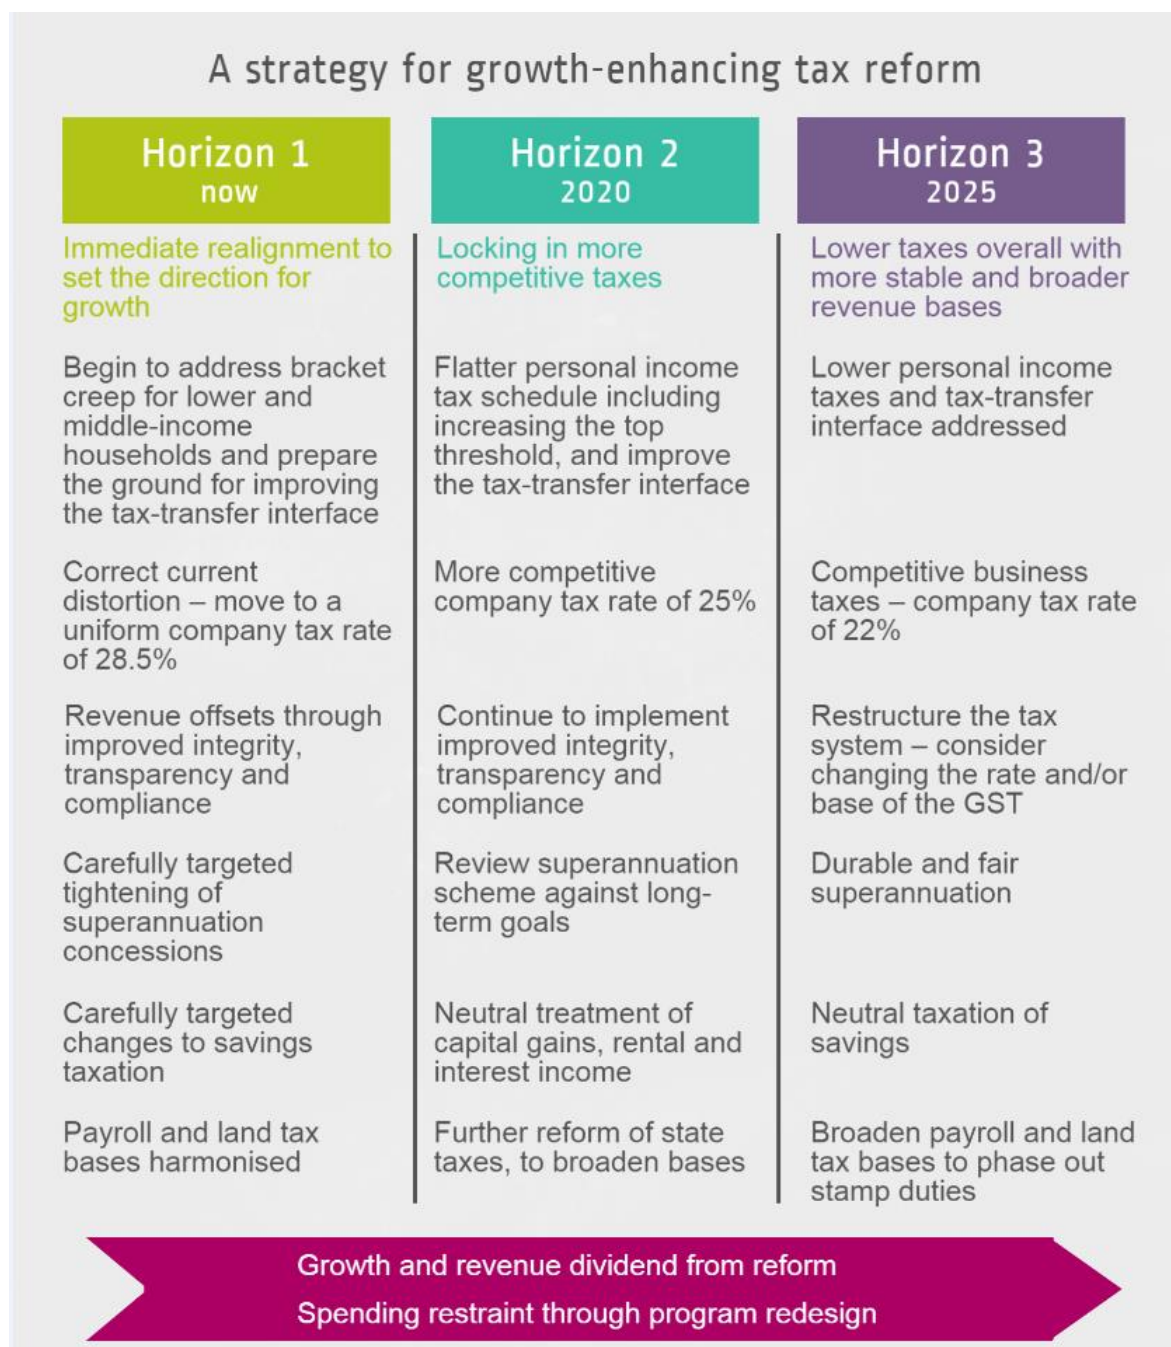 A strategy for growth-enhancing tax reform
Horizon 1
now
Immediate realignment to
set the direction for
growth
Begin to address bracket
creep for lower and
middle-income
households and prepare
the ground for improving
the tax-transfer interface
Correct current
distortion – move to a
uniform company tax rate
of 28.5%
Revenue offsets through
improved integrity,
transparency and
compliance
Carefully targeted
tightening of
superannuation
concessions
Carefully targeted
changes to savings
taxation
Payroll and land tax
bases harmonised
Horizon 2
2020
Locking in more
competitive taxes
Flatter personal income
tax schedule including
increasing the top
threshold, and improve
the tax-transfer interface
More competitive
company tax rate of 25%
Continue to implement
improved integrity,
transparency and
compliance
Review superannuation
scheme against long-
term goals
Neutral treatment of
capital gains, rental and
interest income
Further reform of state
taxes, to broaden bases
Horizon 3
2025
Lower taxes overall with
more stable and broader
revenue bases
Lower personal income
taxes and tax-transfer
interface addressed
Competitive business
taxes – company tax rate
of 22%
Restructure the tax
system – consider
changing the rate and/or
base of the GST
Durable and fair
superannuation
Neutral taxation of
savings
Broaden payroll and land
tax bases to phase out
stamp duties
Growth and revenue dividend from reform
Spending restraint through program redesign